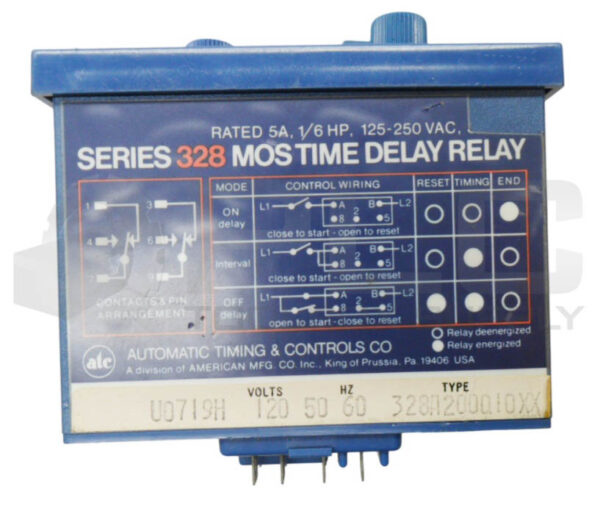 RATED 5A, 1/6 HP, 125-250 VAC,
SERIES 328 MOS TIME DELAY RELAY
MODE CONTROL WIRING RESET TIMING END
ON delay L1 A B L2 8 2 5
close to start - open to reset
Interval L1 A B L2 8 2 5
close to start - open to reset
OFF delay L1 A B L2 8 2 5
open to start - close to reset
1 3
4 6
7 9
CONTACTS & PIN
ARRANGEMENT
Relay deenergized
Relay energized
atc AUTOMATIC TIMING & CONTROLS CO
A division of AMERICAN MFG. CO. Inc., King of Prussia, Pa. 19406 USA
VOLTS HZ TYPE
U0719H 120 50 60 328A200Q10XX